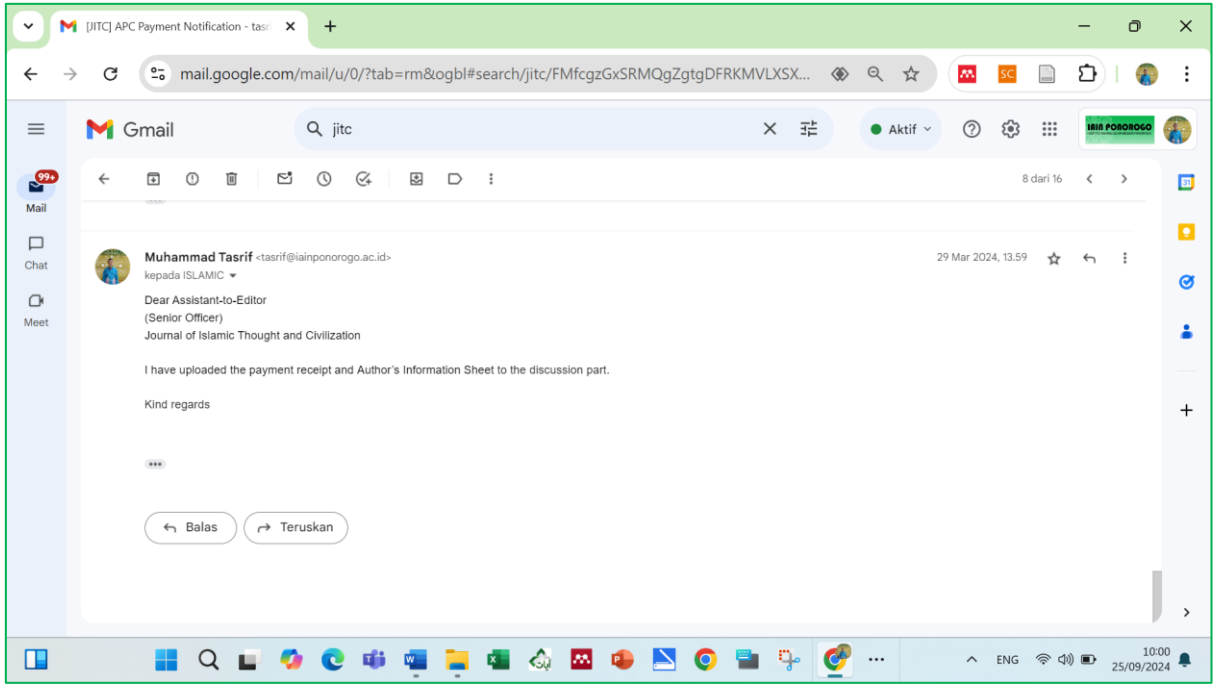 [JITC] APC Payment Notification - tasri
mail.google.com/mail/u/0/?tab=rm&ogbl#search/jitc/FMfcgzGxSRMQgZgtgDFRKMVLXSX...
SC
Gmail
jitc
Aktif
IAIN PONOROGO
99+
Mail
8 dari 16
31
Chat
Meet
Muhammad Tasrif <tasrif@iainponorogo.ac.id>
29 Mar 2024, 13.59
kepada ISLAMIC
Dear Assistant-to-Editor
(Senior Officer)
Journal of Islamic Thought and Civilization
I have uploaded the payment receipt and Author's Information Sheet to the discussion part.
Kind regards
Balas
Teruskan
ENG
10:00
25/09/2024